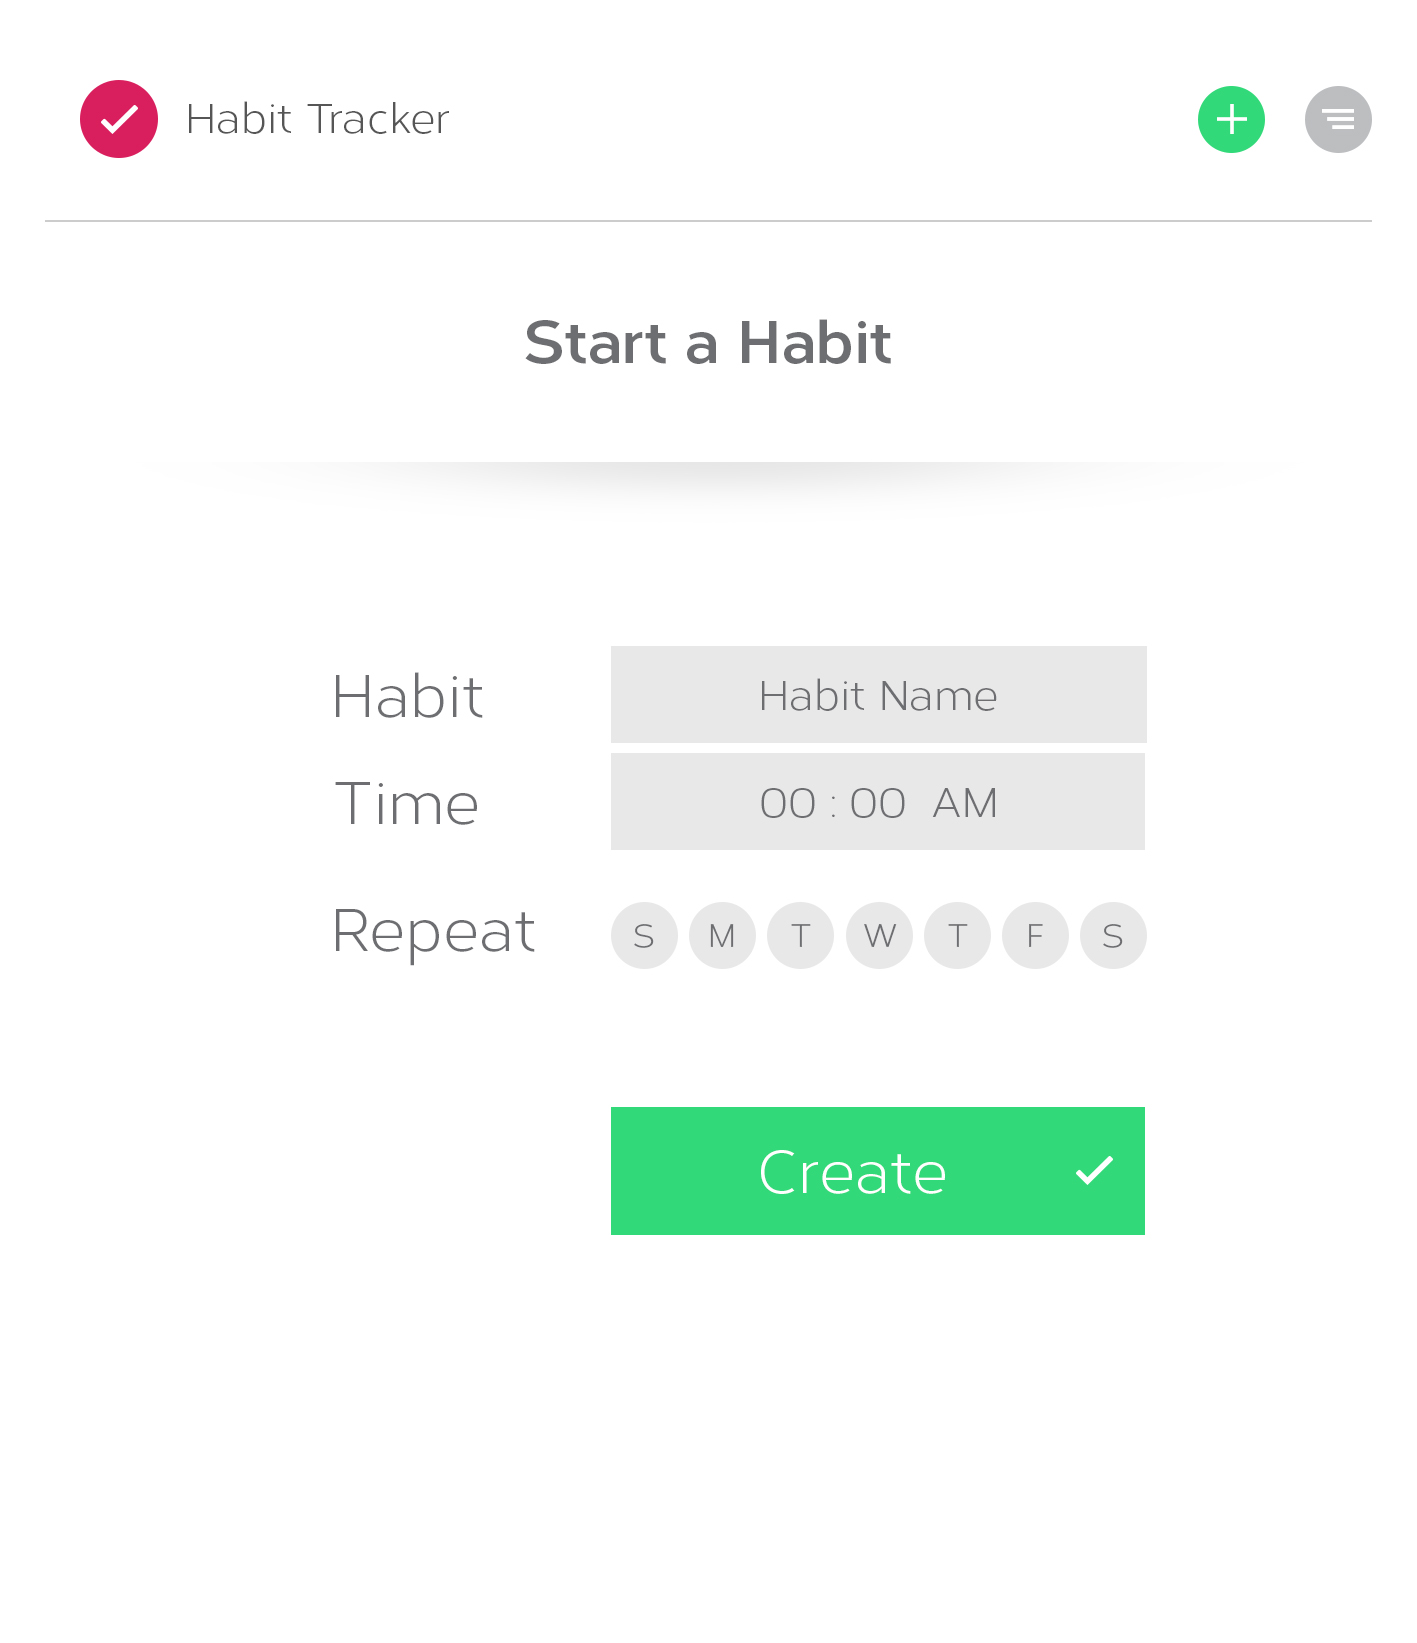 Habit Tracker
Start a Habit
Habit Habit Name
Time 00 : 00 AM
Repeat S M T W T F S
Create